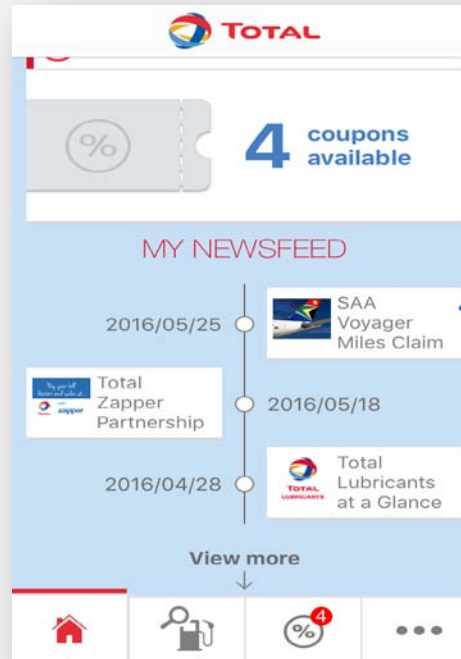 TOTAL
4 coupons
available
%
MY NEWSFEED
2016/05/25
SAA
Voyager
Miles Claim
Total
Zapper
Partnership
zapper
2016/05/18
2016/04/28
TOTAL
LUBRICANTS
Total
Lubricants
at a Glance
View more
%
4